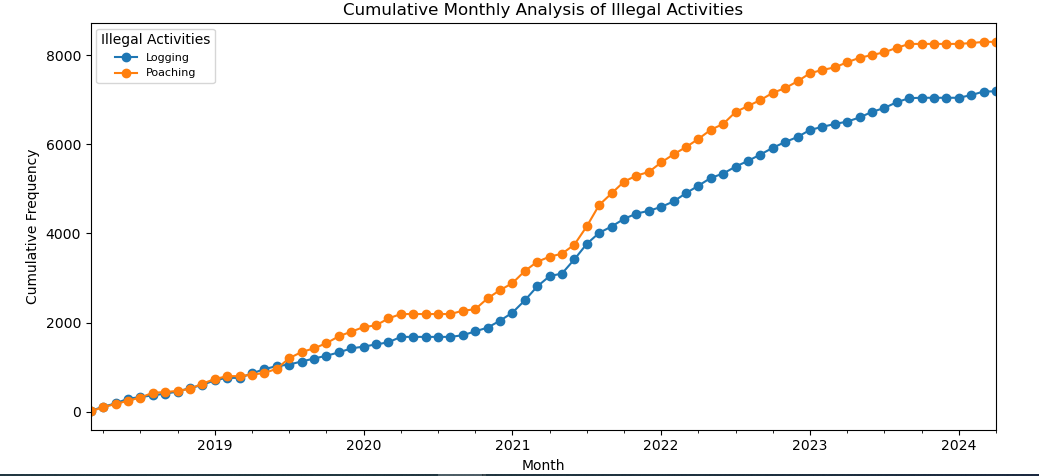 Cumulative Monthly Analysis of Illegal Activities
Illegal Activities
Logging
Poaching
8000
6000
4000
2000
0
Cumulative Frequency
2019 2020 2021 2022 2023 2024
Month